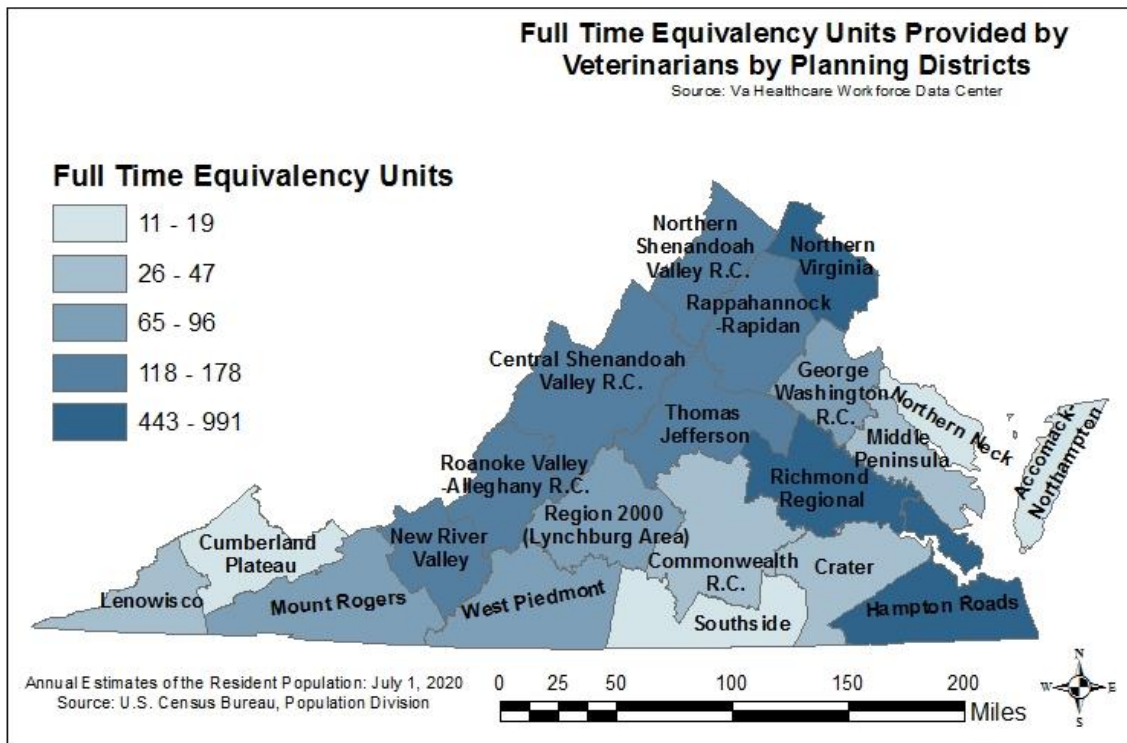 Full Time Equivalency Units Provided by
Veterinarians by Planning Districts
Source: Va Healthcare Workforce Data Center
Full Time Equivalency Units
11 - 19
26 - 47
65 - 96
118 - 178
443 - 991
Northern
Shenandoah
Valley R.C.
Northern
Virginia
Rappahannock
-Rapidan
Central Shenandoah
Valley R.C.
George
Washington
R.C.
Northern Neck
Accomack-
Northampton
Thomas
Jefferson
Middle
Peninsula
Roanoke Valley
-Alleghany R.C.
Richmond
Regional
Region 2000
(Lynchburg Area)
New River
Valley
Cumberland
Plateau
Commonwealth
R.C.
Crater
Lenowisco
Mount Rogers
West Piedmont
Southside
Hampton Roads
Annual Estimates of the Resident Population: July 1, 2020
Source: U.S. Census Bureau, Population Division
0 25 50 100 150 200
Miles
N
W E
S